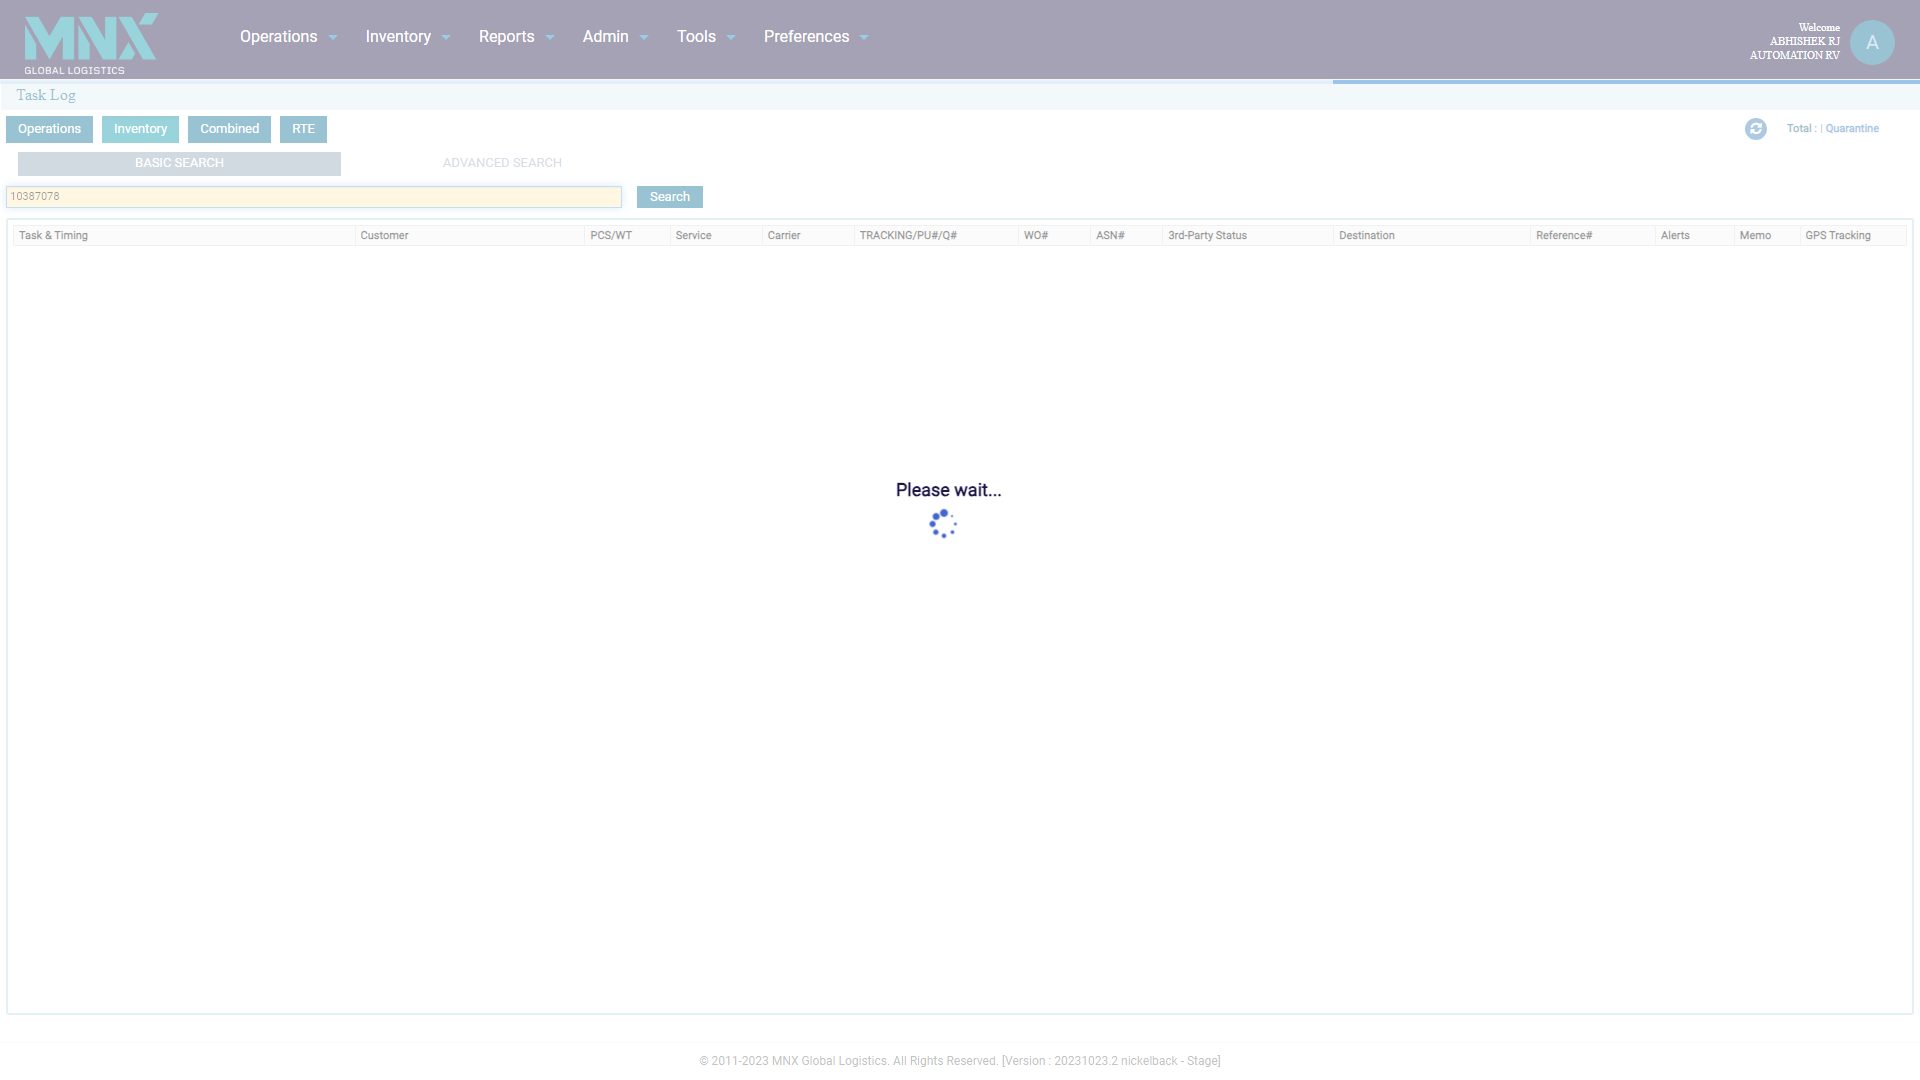 MNX
GLOBAL LOGISTICS
Operations Inventory Reports Admin Tools Preferences
Welcome
ABHISHEK RJ
AUTOMATION RV
A
Task Log
Operations Inventory Combined RTE
Total : | Quarantine
BASIC SEARCH ADVANCED SEARCH
10387078 Search
Task & Timing Customer PCS/WT Service Carrier TRACKING/PU#/Q# WO# ASN# 3rd-Party Status Destination Reference# Alerts Memo GPS Tracking
Please wait...
© 2011-2023 MNX Global Logistics. All Rights Reserved. [Version : 20231023.2 nickelback - Stage]